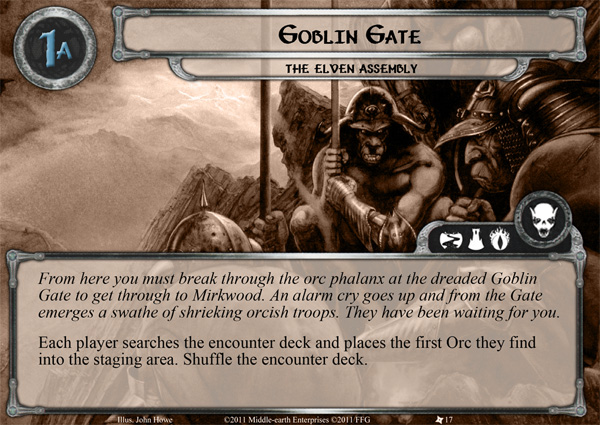 1A
GOBLIN GATE
THE ELVEN ASSEMBLY
From here you must break through the orc phalanx at the dreaded Goblin
Gate to get through to Mirkwood. An alarm cry goes up and from the Gate
emerges a swathe of shrieking orcish troops. They have been waiting for you.
Each player searches the encounter deck and places the first Orc they find
into the staging area. Shuffle the encounter deck.
Illus. John Howe ©2011 Middle-earth Enterprises ©2011 FFG 17